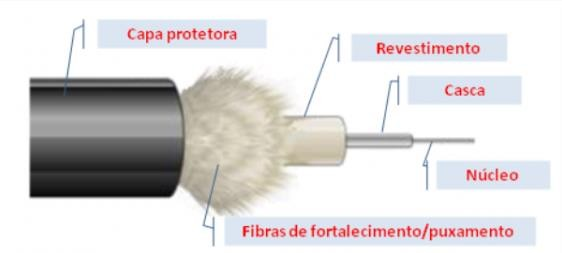 Capa protetora
Revestimento
Casca
Núcleo
Fibras de fortalecimento/puxamento